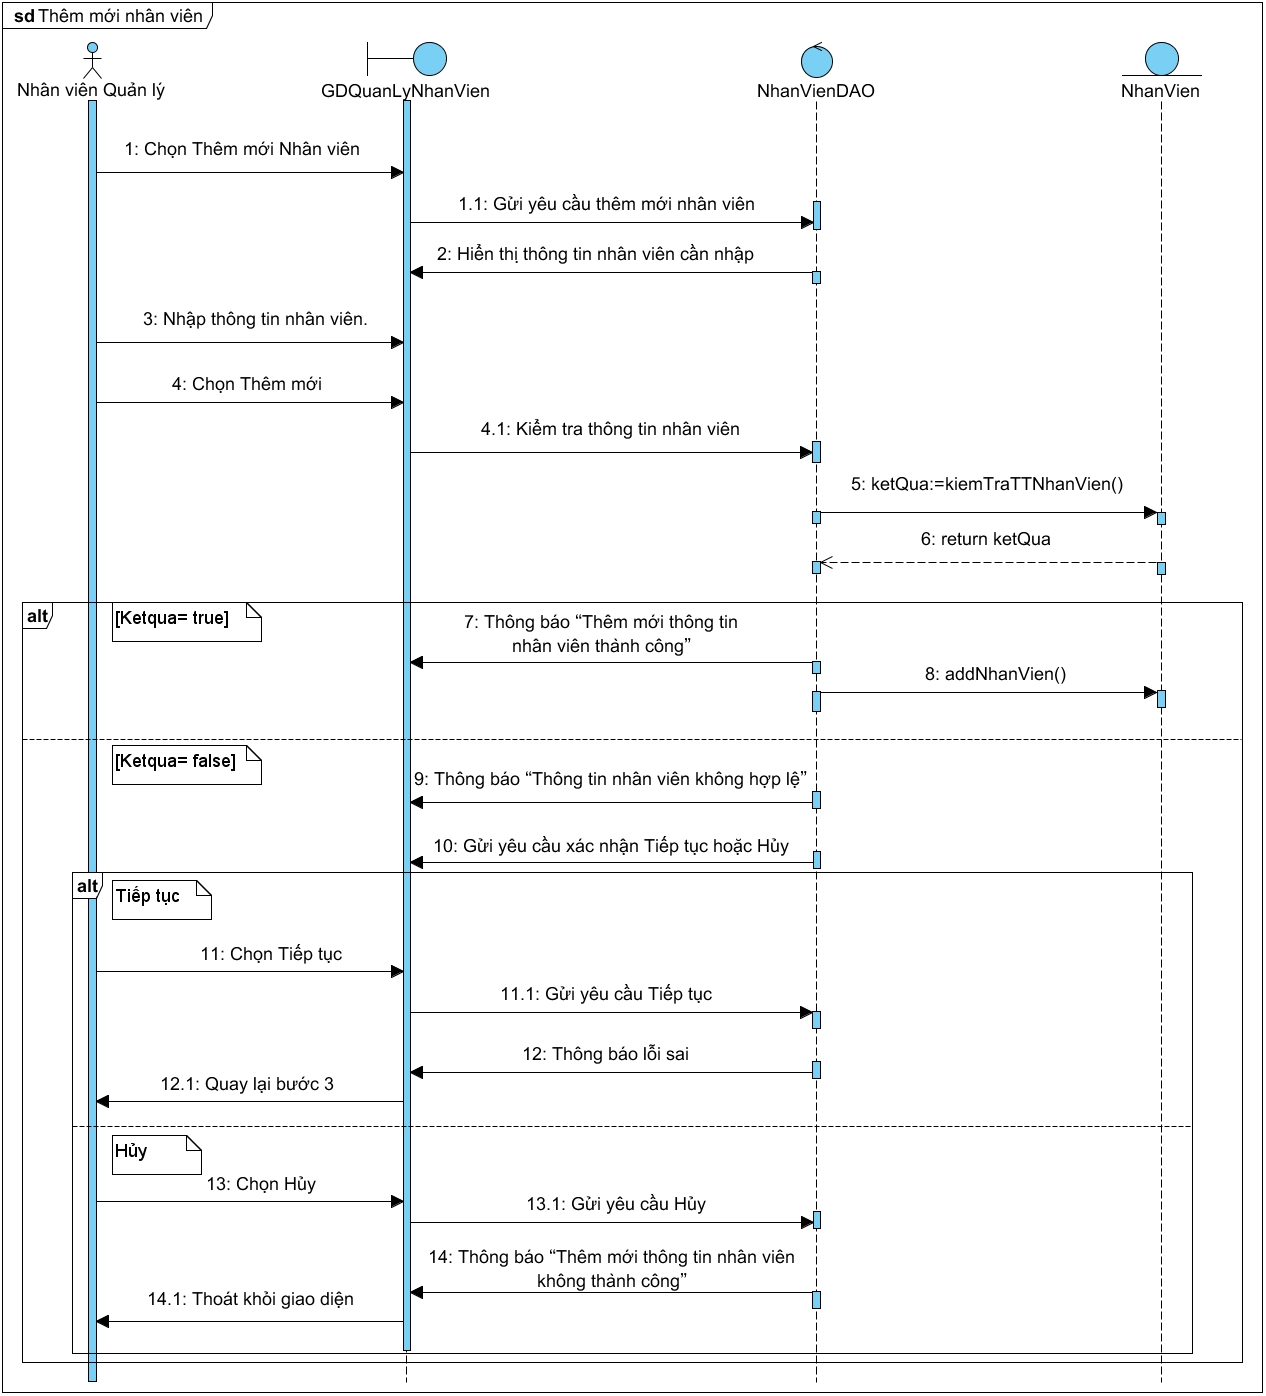 sd Thêm mới nhân viên
Nhân viên Quản lý
GDQuanLyNhanVien
NhanVienDAO
NhanVien
1: Chọn Thêm mới Nhân viên
1.1: Gửi yêu cầu thêm mới nhân viên
2: Hiển thị thông tin nhân viên cần nhập
3: Nhập thông tin nhân viên.
4: Chọn Thêm mới
4.1: Kiểm tra thông tin nhân viên
5: ketQua:=kiemTraTTNhanVien()
6: return ketQua
alt
[Ketqua= true]
7: Thông báo “Thêm mới thông tin
nhân viên thành công”
8: addNhanVien()
[Ketqua= false]
9: Thông báo “Thông tin nhân viên không hợp lệ”
10: Gửi yêu cầu xác nhận Tiếp tục hoặc Hủy
alt
Tiếp tục
11: Chọn Tiếp tục
11.1: Gửi yêu cầu Tiếp tục
12: Thông báo lỗi sai
12.1: Quay lại bước 3
Hủy
13: Chọn Hủy
13.1: Gửi yêu cầu Hủy
14: Thông báo “Thêm mới thông tin nhân viên
không thành công”
14.1: Thoát khỏi giao diện